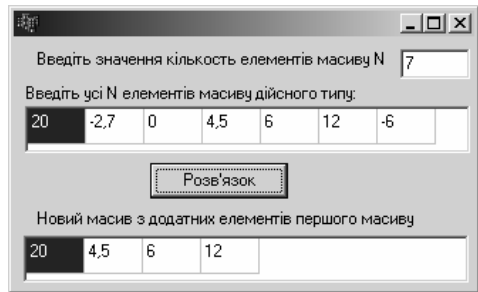 Введіть значення кількость елементів масиву N 7
Введіть усі N елементів масиву дійсного типу:
20 -2,7 0 4,5 6 12 -6
Розв'язок
Новий масив з додатних елементів першого масиву
20 4,5 6 12